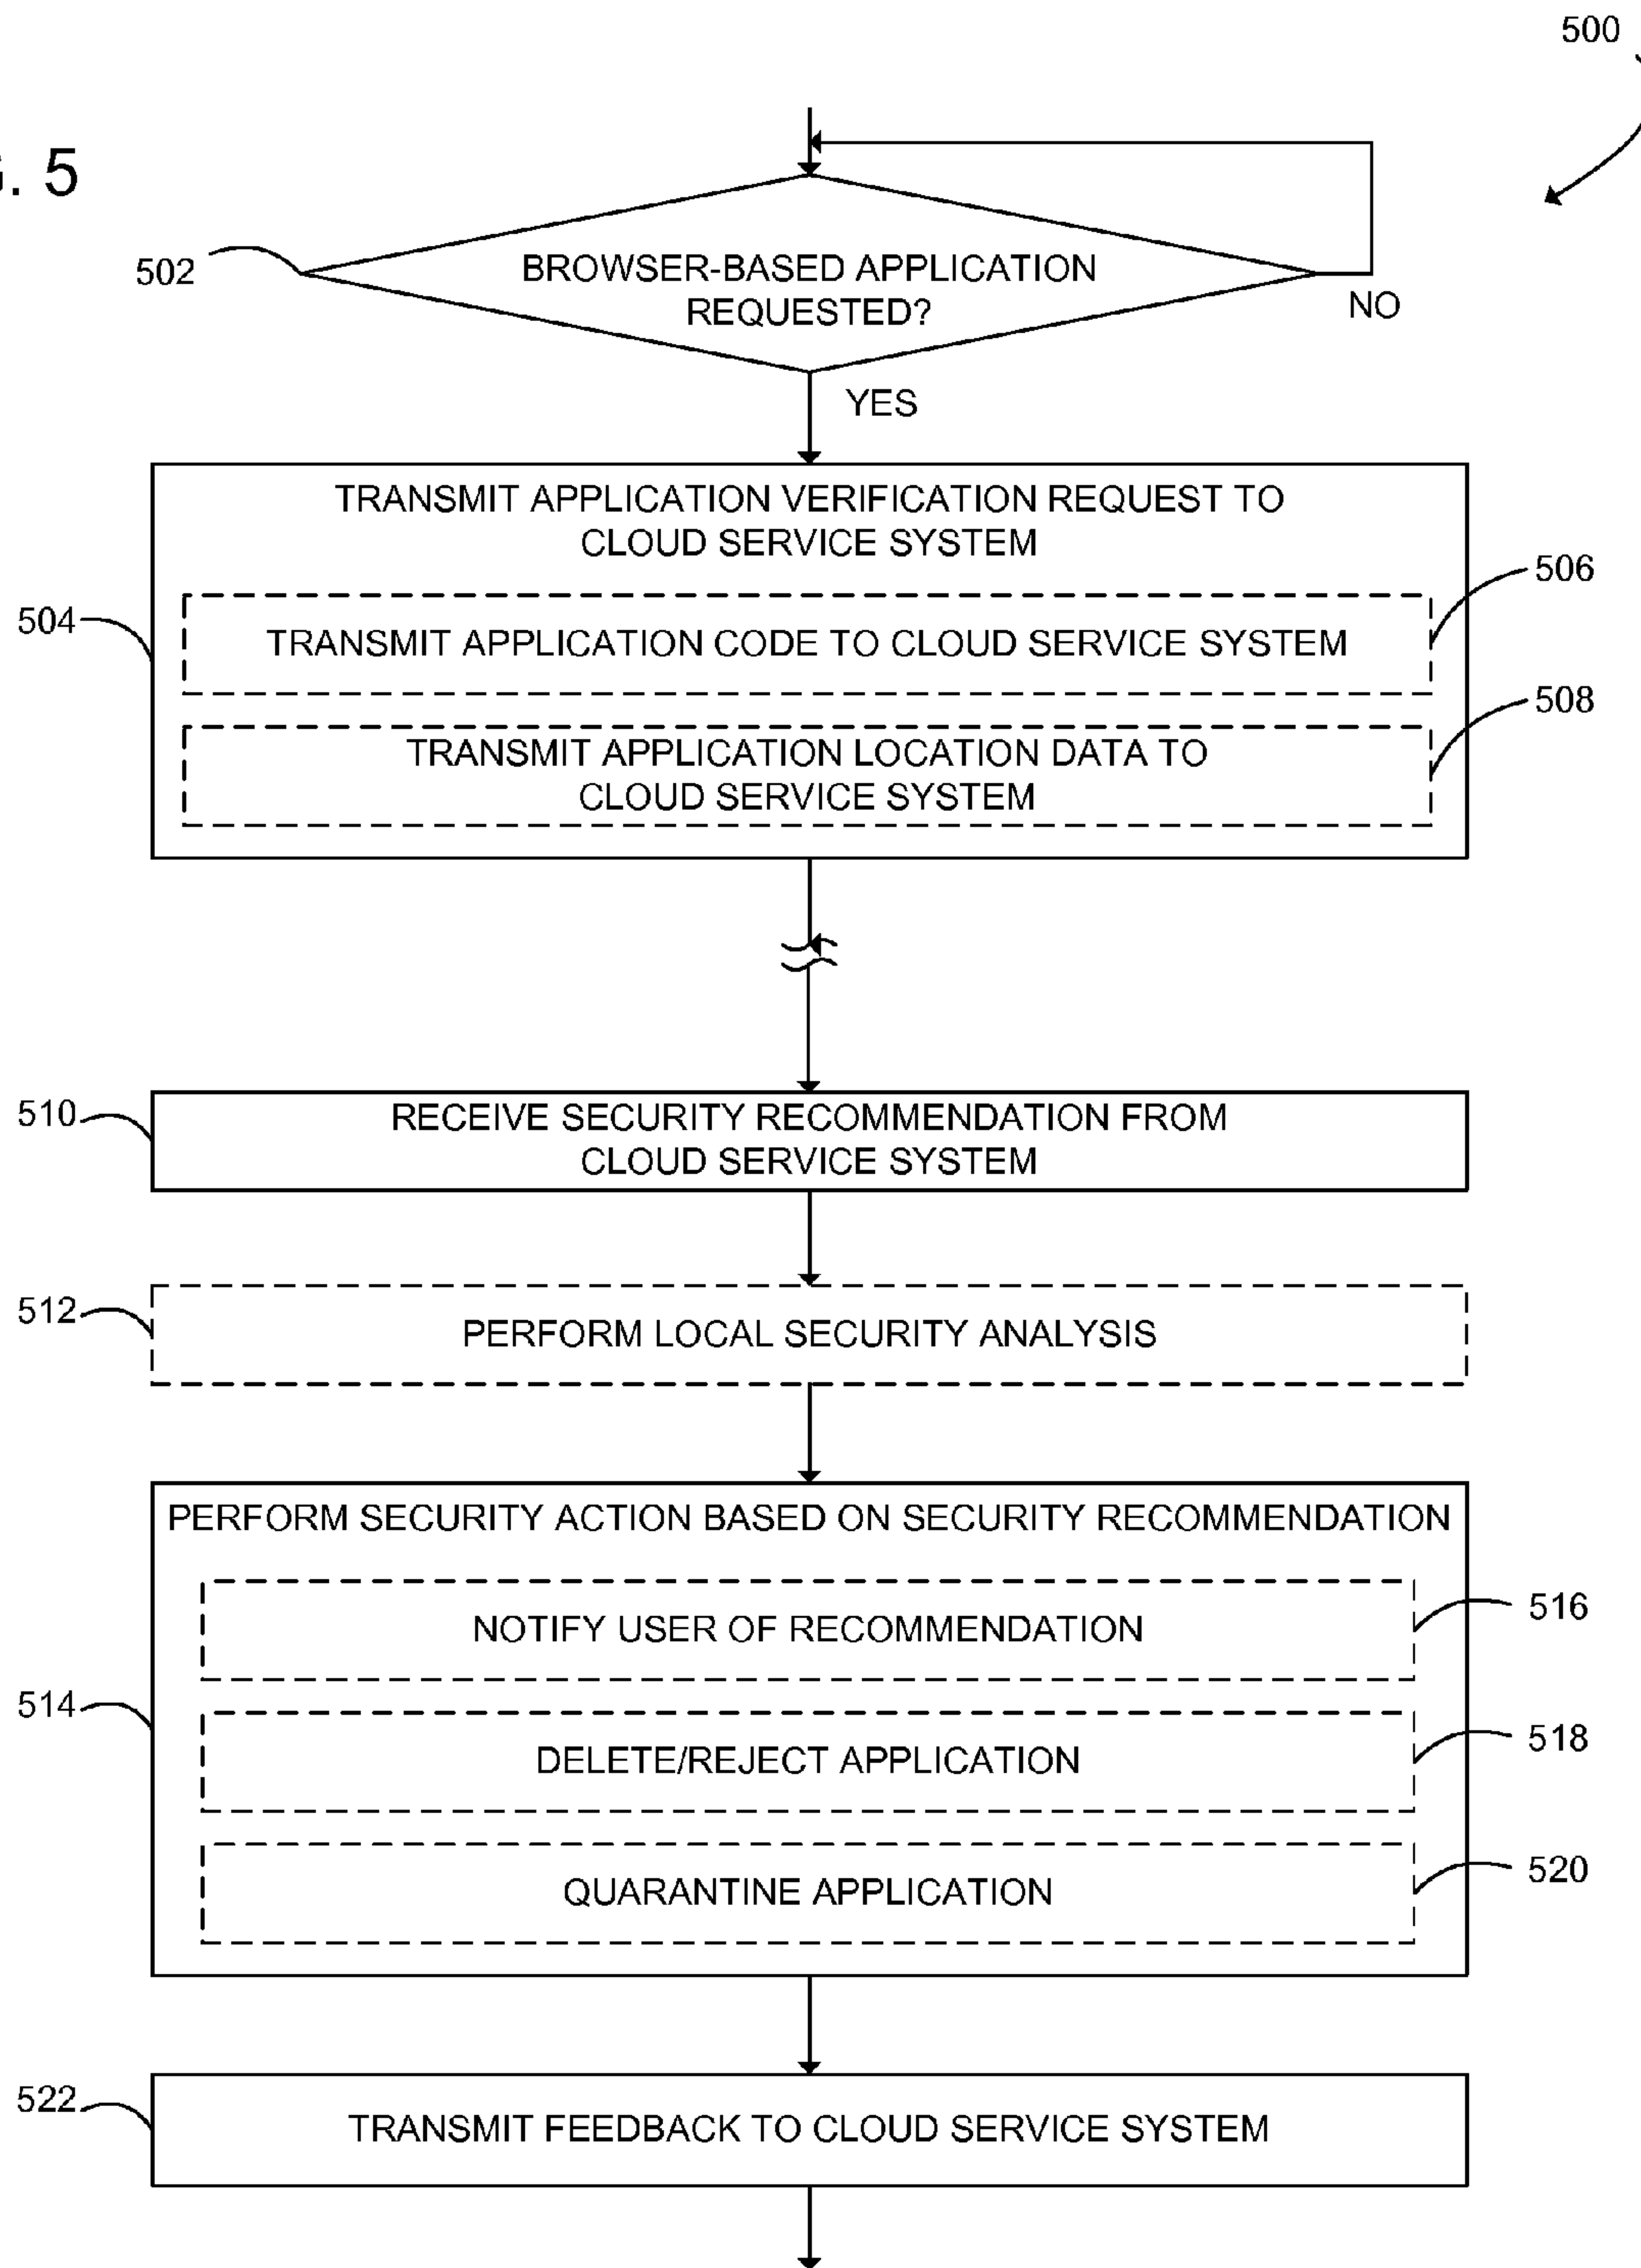 500
. 5
502
BROWSER-BASED APPLICATION
REQUESTED?
NO
YES
TRANSMIT APPLICATION VERIFICATION REQUEST TO
CLOUD SERVICE SYSTEM
504
506
TRANSMIT APPLICATION CODE TO CLOUD SERVICE SYSTEM
508
TRANSMIT APPLICATION LOCATION DATA TO
CLOUD SERVICE SYSTEM
510
RECEIVE SECURITY RECOMMENDATION FROM
CLOUD SERVICE SYSTEM
512
PERFORM LOCAL SECURITY ANALYSIS
PERFORM SECURITY ACTION BASED ON SECURITY RECOMMENDATION
514
516
NOTIFY USER OF RECOMMENDATION
518
DELETE/REJECT APPLICATION
520
QUARANTINE APPLICATION
522
TRANSMIT FEEDBACK TO CLOUD SERVICE SYSTEM